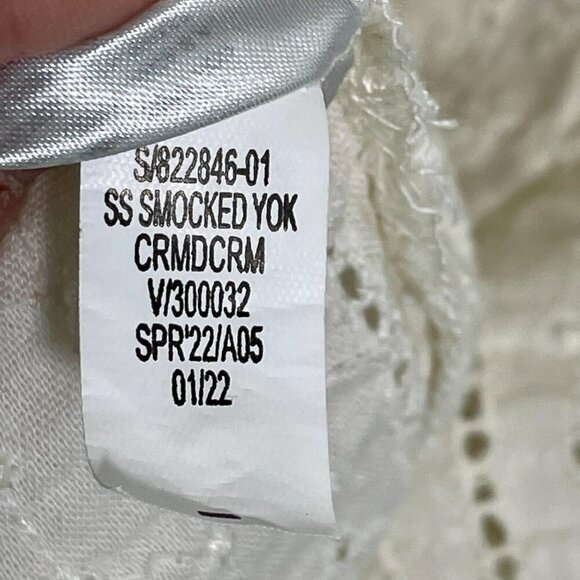 S/822846-01
SS SMOCKED YOK
CRMDCRM
V/300032
SPR'22/A05
01/22